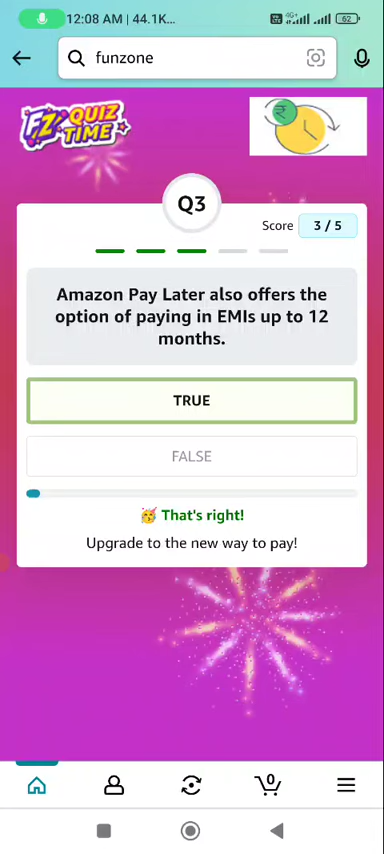 12:08 AM | 44.1K...
4G+
62
funzone
FZ QUIZ
TIME
₹
Q3
Score 3 / 5
Amazon Pay Later also offers the
option of paying in EMIs up to 12
months.
TRUE
FALSE
🥳 That's right!
Upgrade to the new way to pay!
0